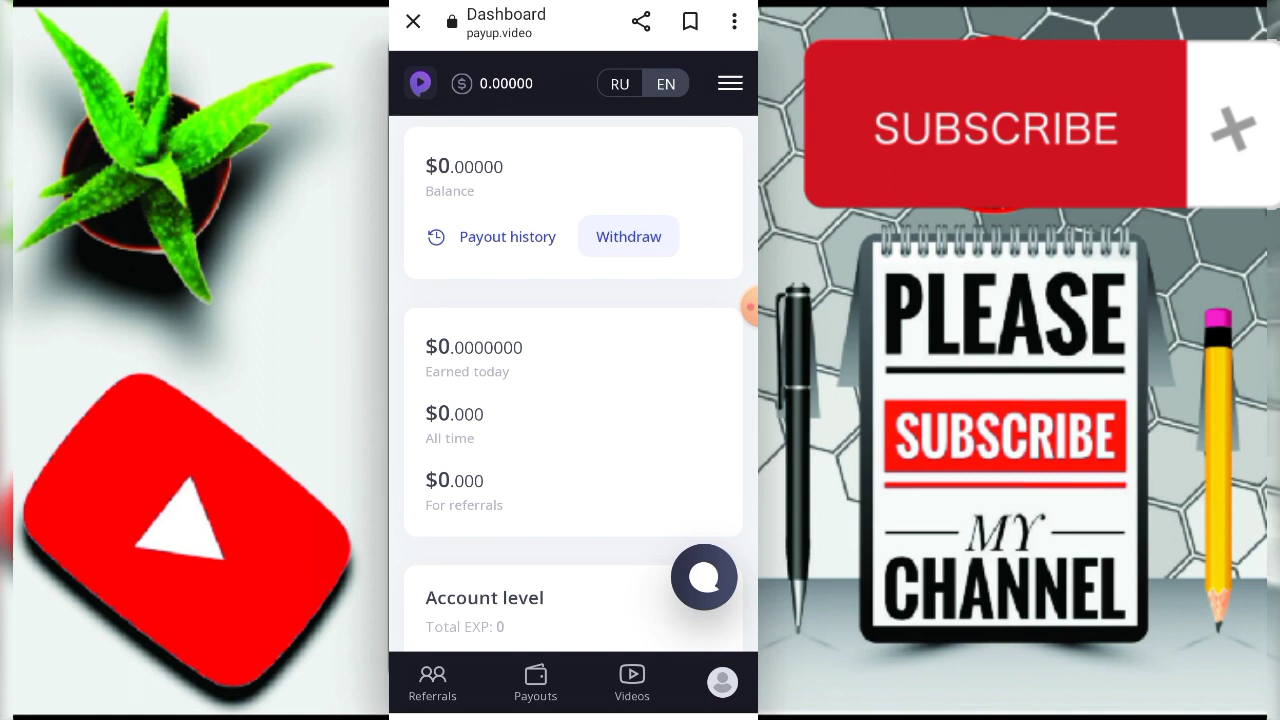 Dashboard
payup.video
0.00000
RU
EN
$0.00000
Balance
Payout history
Withdraw
$0.0000000
Earned today
$0.000
All time
$0.000
For referrals
Account level
Total EXP: 0
Referrals
Payouts
Videos
SUBSCRIBE
PLEASE
SUBSCRIBE
MY
CHANNEL